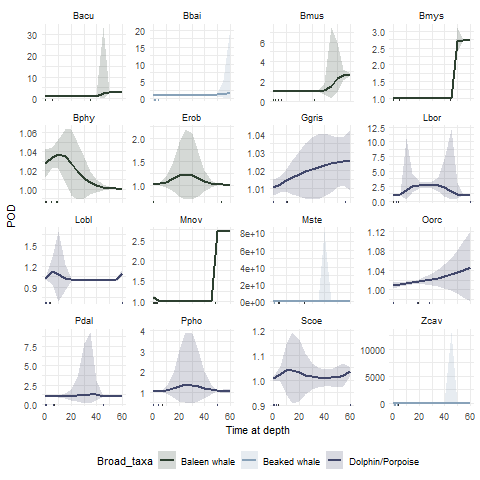 Bacu Bbai Bmus Bmys
30 20 10 0
20 15 10 5 0
6 4 2 0
3.0 2.5 2.0 1.5 1.0
Bphy Erob Ggris Lbor
1.06 1.04 1.02 1.00
2.0 1.5 1.0
1.04 1.03 1.02 1.01
12.5 10.0 7.5 5.0 2.5 0.0
POD
Lobl Mnov Mste Oorc
1.5 1.2 0.9
2.5 2.0 1.5 1.0
8e+10 6e+10 4e+10 2e+10 0e+00
1.12 1.08 1.04 1.00
Pdal Ppho Scoe Zcav
7.5 5.0 2.5 0.0
4 3 2 1 0
1.2 1.1 1.0 0.9
10000 5000 0
0 20 40 60 0 20 40 60 0 20 40 60 0 20 40 60
Time at depth
Broad_taxa Baleen whale Beaked whale Dolphin/Porpoise